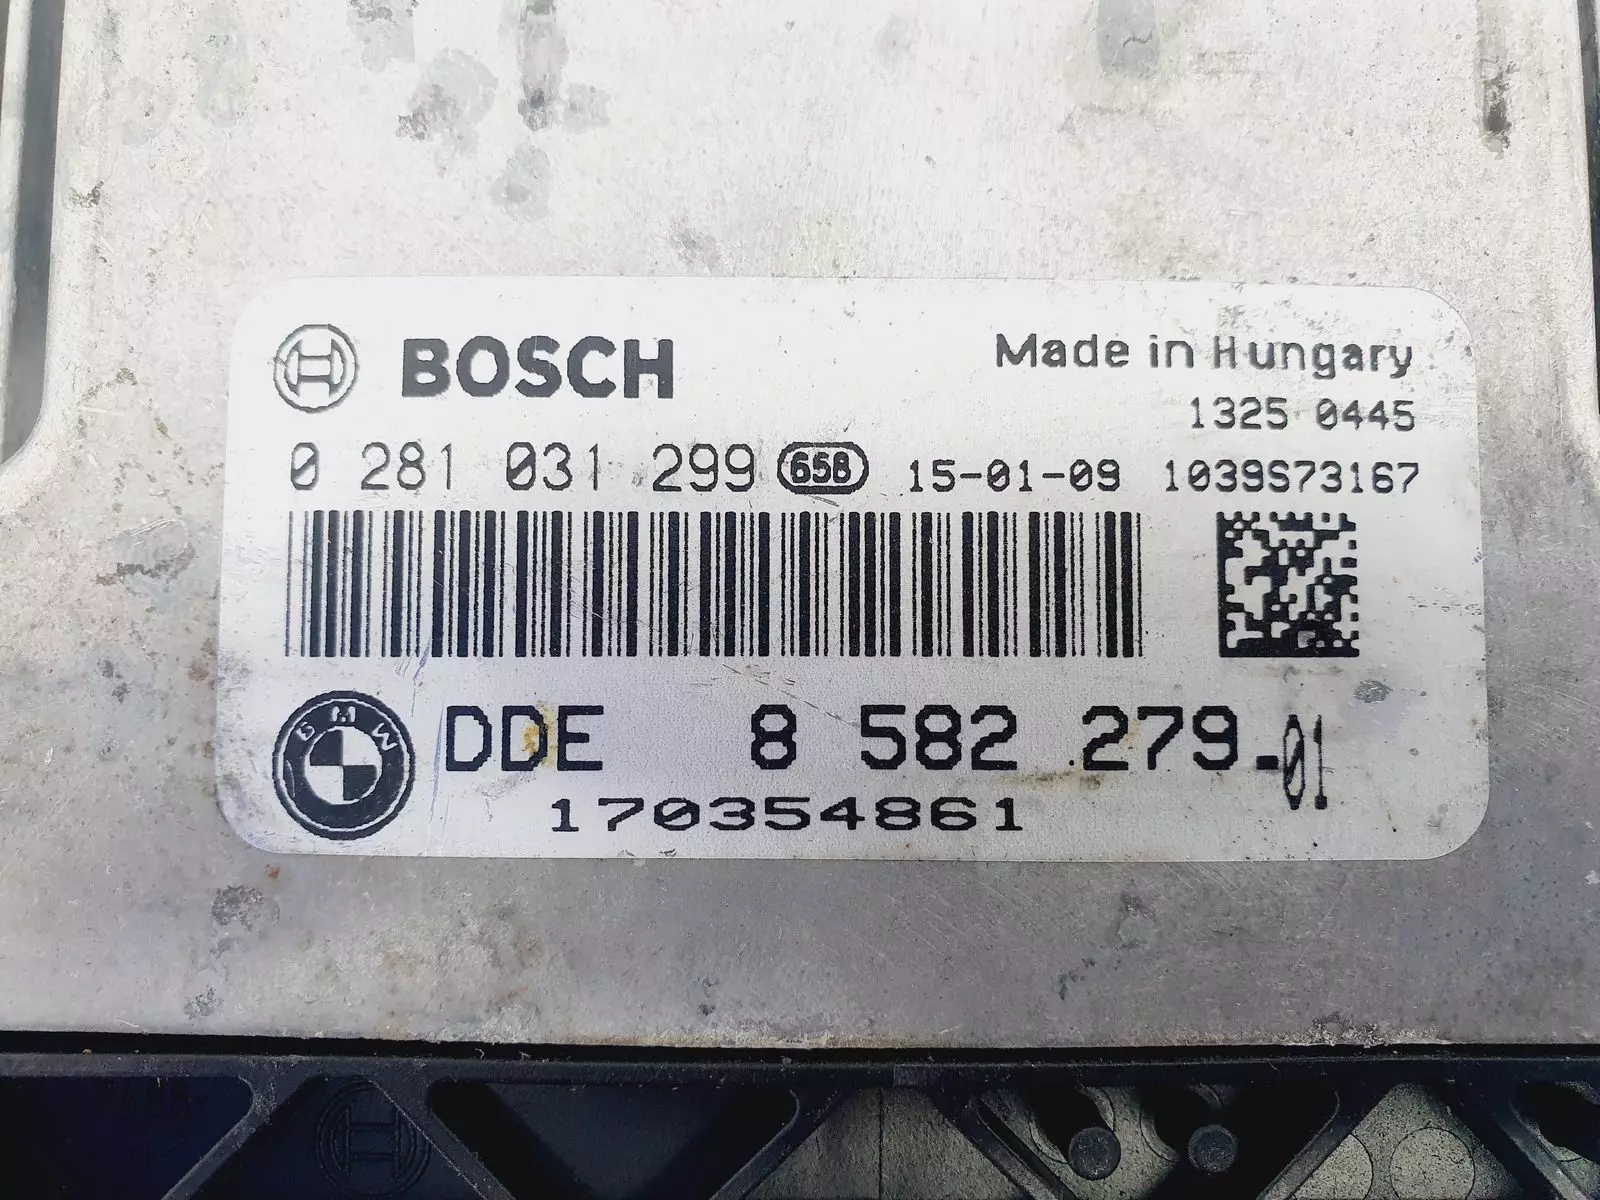 BOSCH
Made in Hungary
1325 0445
0 281 031 299 658 15-01-09 1039S73167
BMW
DDE 8 582 279-01
170354861